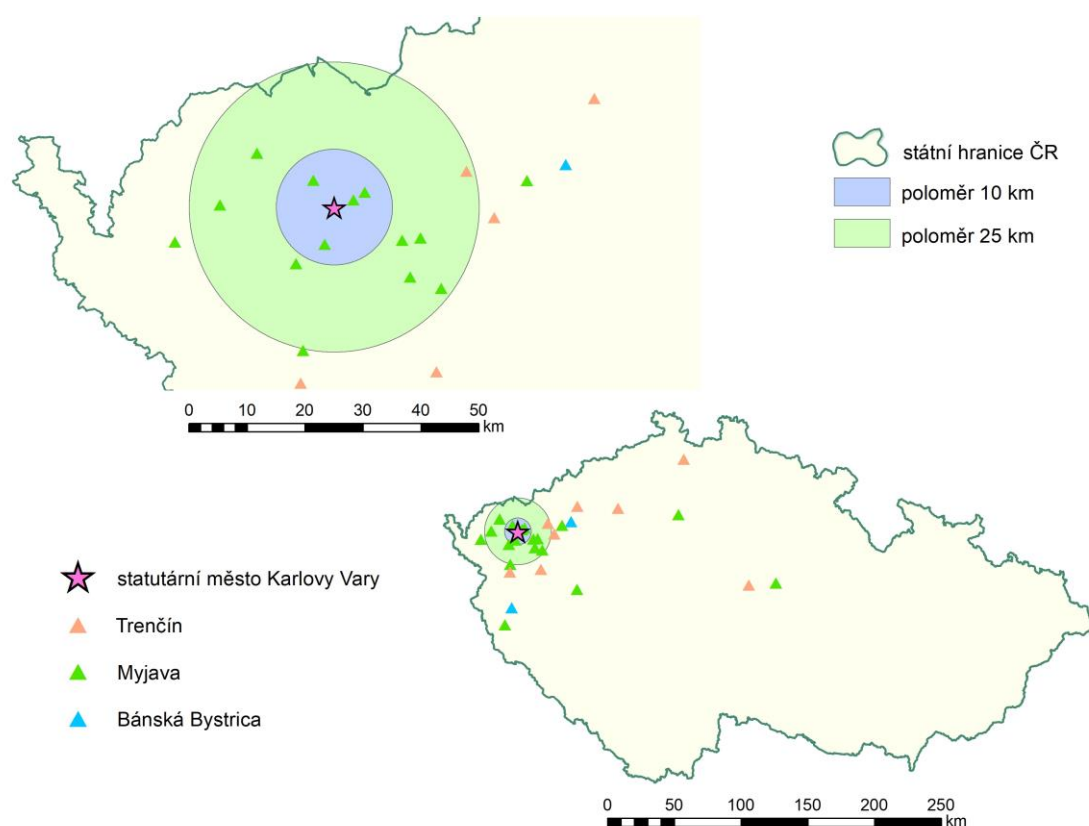 státní hranice ČR
poloměr 10 km
poloměr 25 km
0 10 20 30 40 50
km
statutární město Karlovy Vary
Trenčín
Myjava
Bánská Bystrica
0 50 100 150 200 250
km